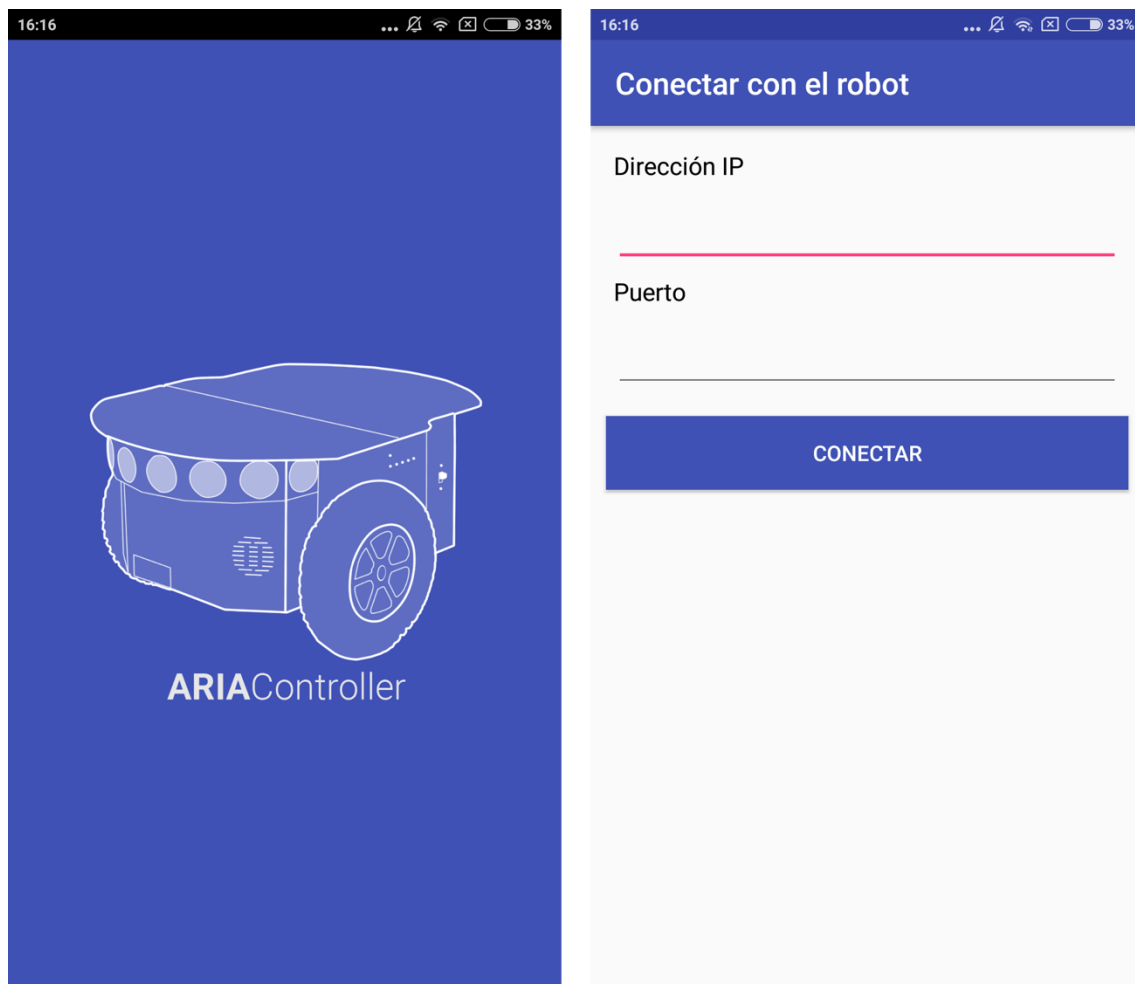 16:16
33%
ARIAController
16:16
33%
Conectar con el robot
Dirección IP
Puerto
CONECTAR